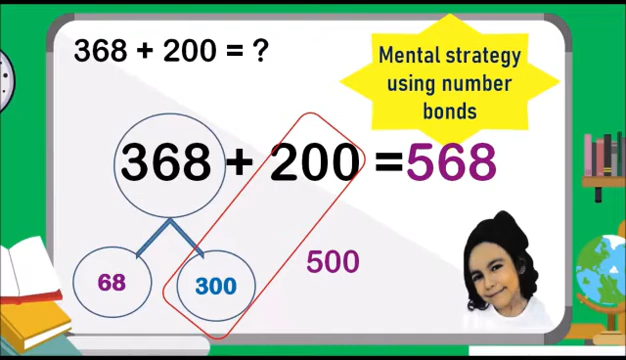 368 + 200 = ?
Mental strategy
using number
bonds
368 + 200 =568
68
300
500